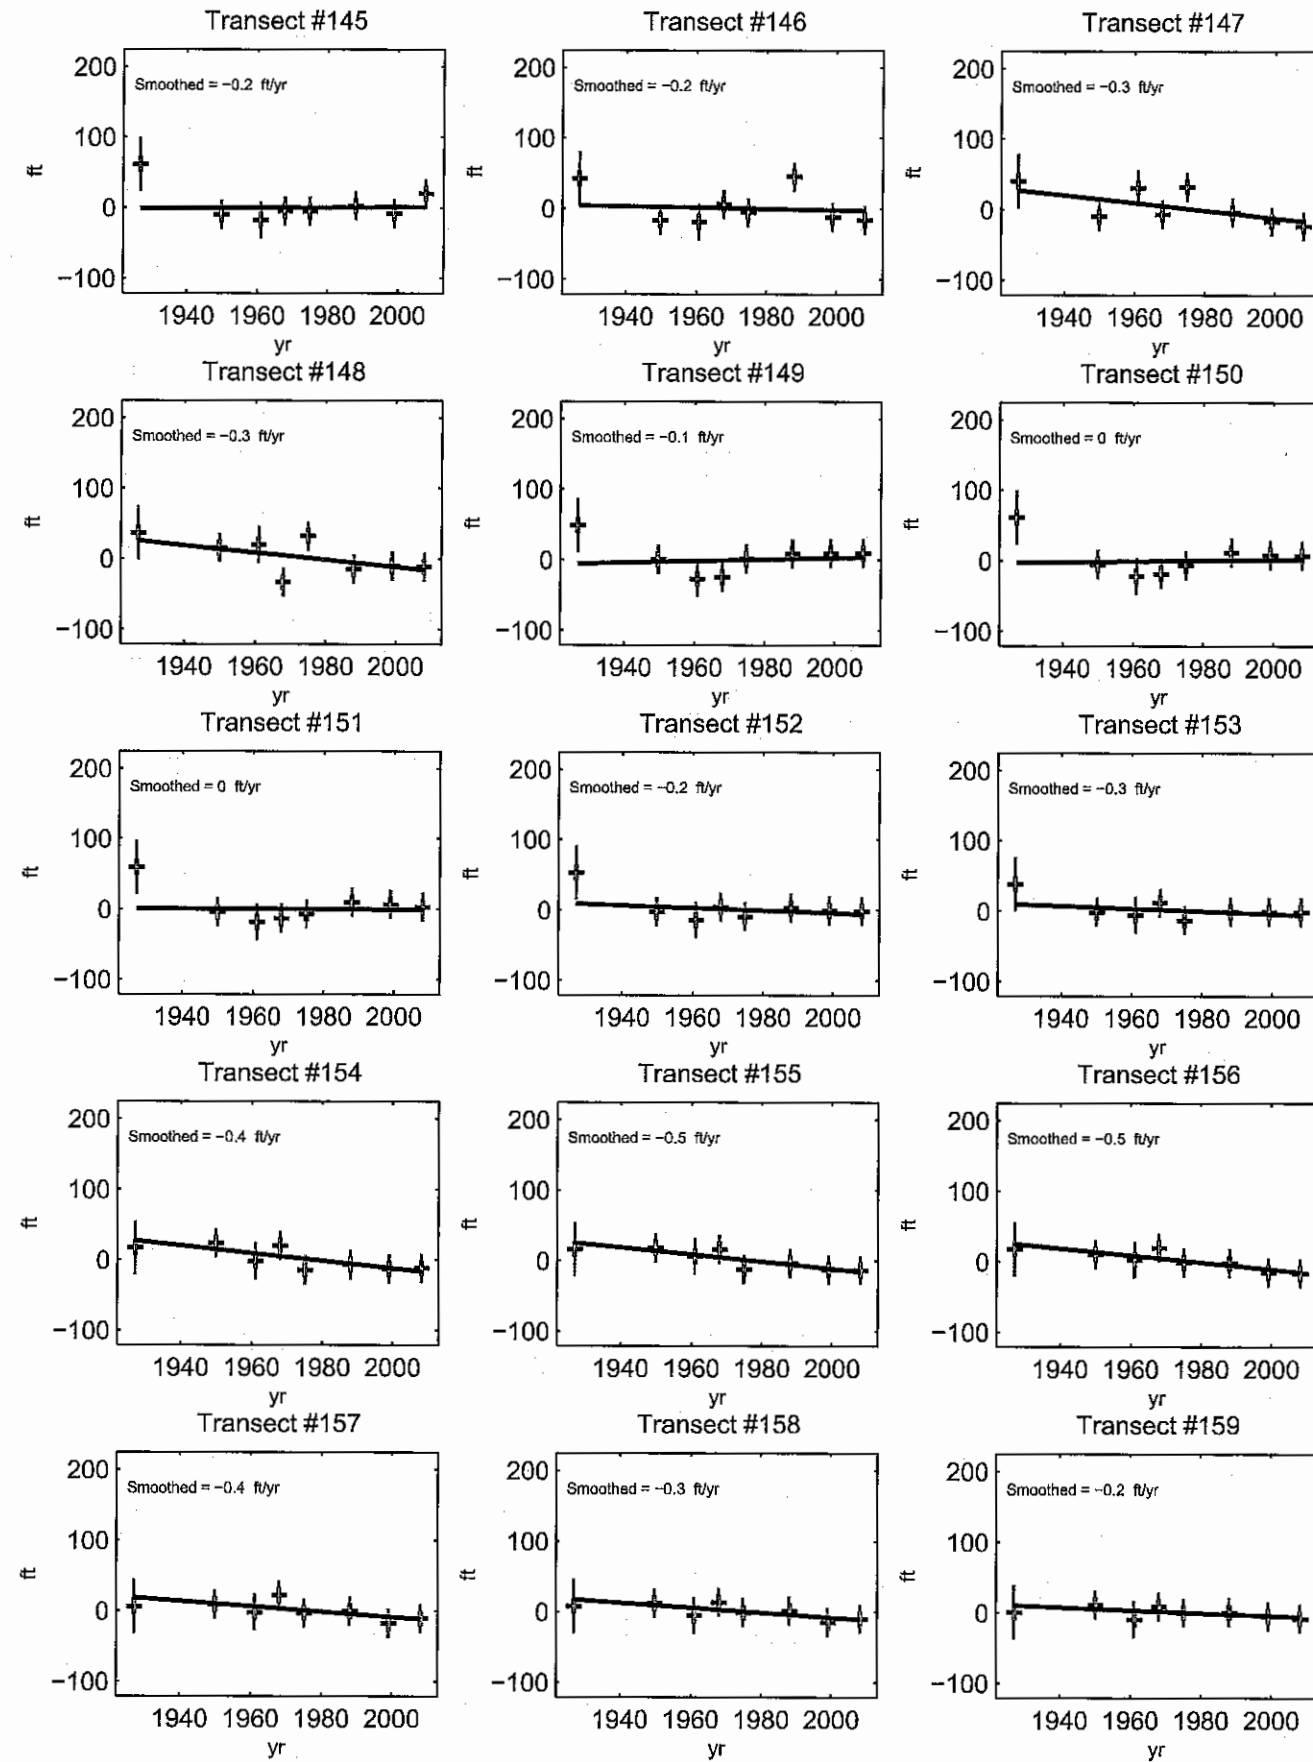 Transect #145
200
100
0
−100
ft
Smoothed = −0.2 ft/yr
1940 1960 1980 2000
yr
Transect #146
200
100
0
−100
ft
Smoothed = −0.2 ft/yr
1940 1960 1980 2000
yr
Transect #147
200
100
0
−100
ft
Smoothed = −0.3 ft/yr
1940 1960 1980 2000
yr
Transect #148
200
100
0
−100
ft
Smoothed = −0.3 ft/yr
1940 1960 1980 2000
yr
Transect #149
200
100
0
−100
ft
Smoothed = −0.1 ft/yr
1940 1960 1980 2000
yr
Transect #150
200
100
0
−100
ft
Smoothed = 0 ft/yr
1940 1960 1980 2000
yr
Transect #151
200
100
0
−100
ft
Smoothed = 0 ft/yr
1940 1960 1980 2000
yr
Transect #152
200
100
0
−100
ft
Smoothed = −0.2 ft/yr
1940 1960 1980 2000
yr
Transect #153
200
100
0
−100
ft
Smoothed = −0.3 ft/yr
1940 1960 1980 2000
yr
Transect #154
200
100
0
−100
ft
Smoothed = −0.4 ft/yr
1940 1960 1980 2000
yr
Transect #155
200
100
0
−100
ft
Smoothed = −0.5 ft/yr
1940 1960 1980 2000
yr
Transect #156
200
100
0
−100
ft
Smoothed = −0.5 ft/yr
1940 1960 1980 2000
yr
Transect #157
200
100
0
−100
ft
Smoothed = −0.4 ft/yr
1940 1960 1980 2000
yr
Transect #158
200
100
0
−100
ft
Smoothed = −0.3 ft/yr
1940 1960 1980 2000
yr
Transect #159
200
100
0
−100
ft
Smoothed = −0.2 ft/yr
1940 1960 1980 2000
yr